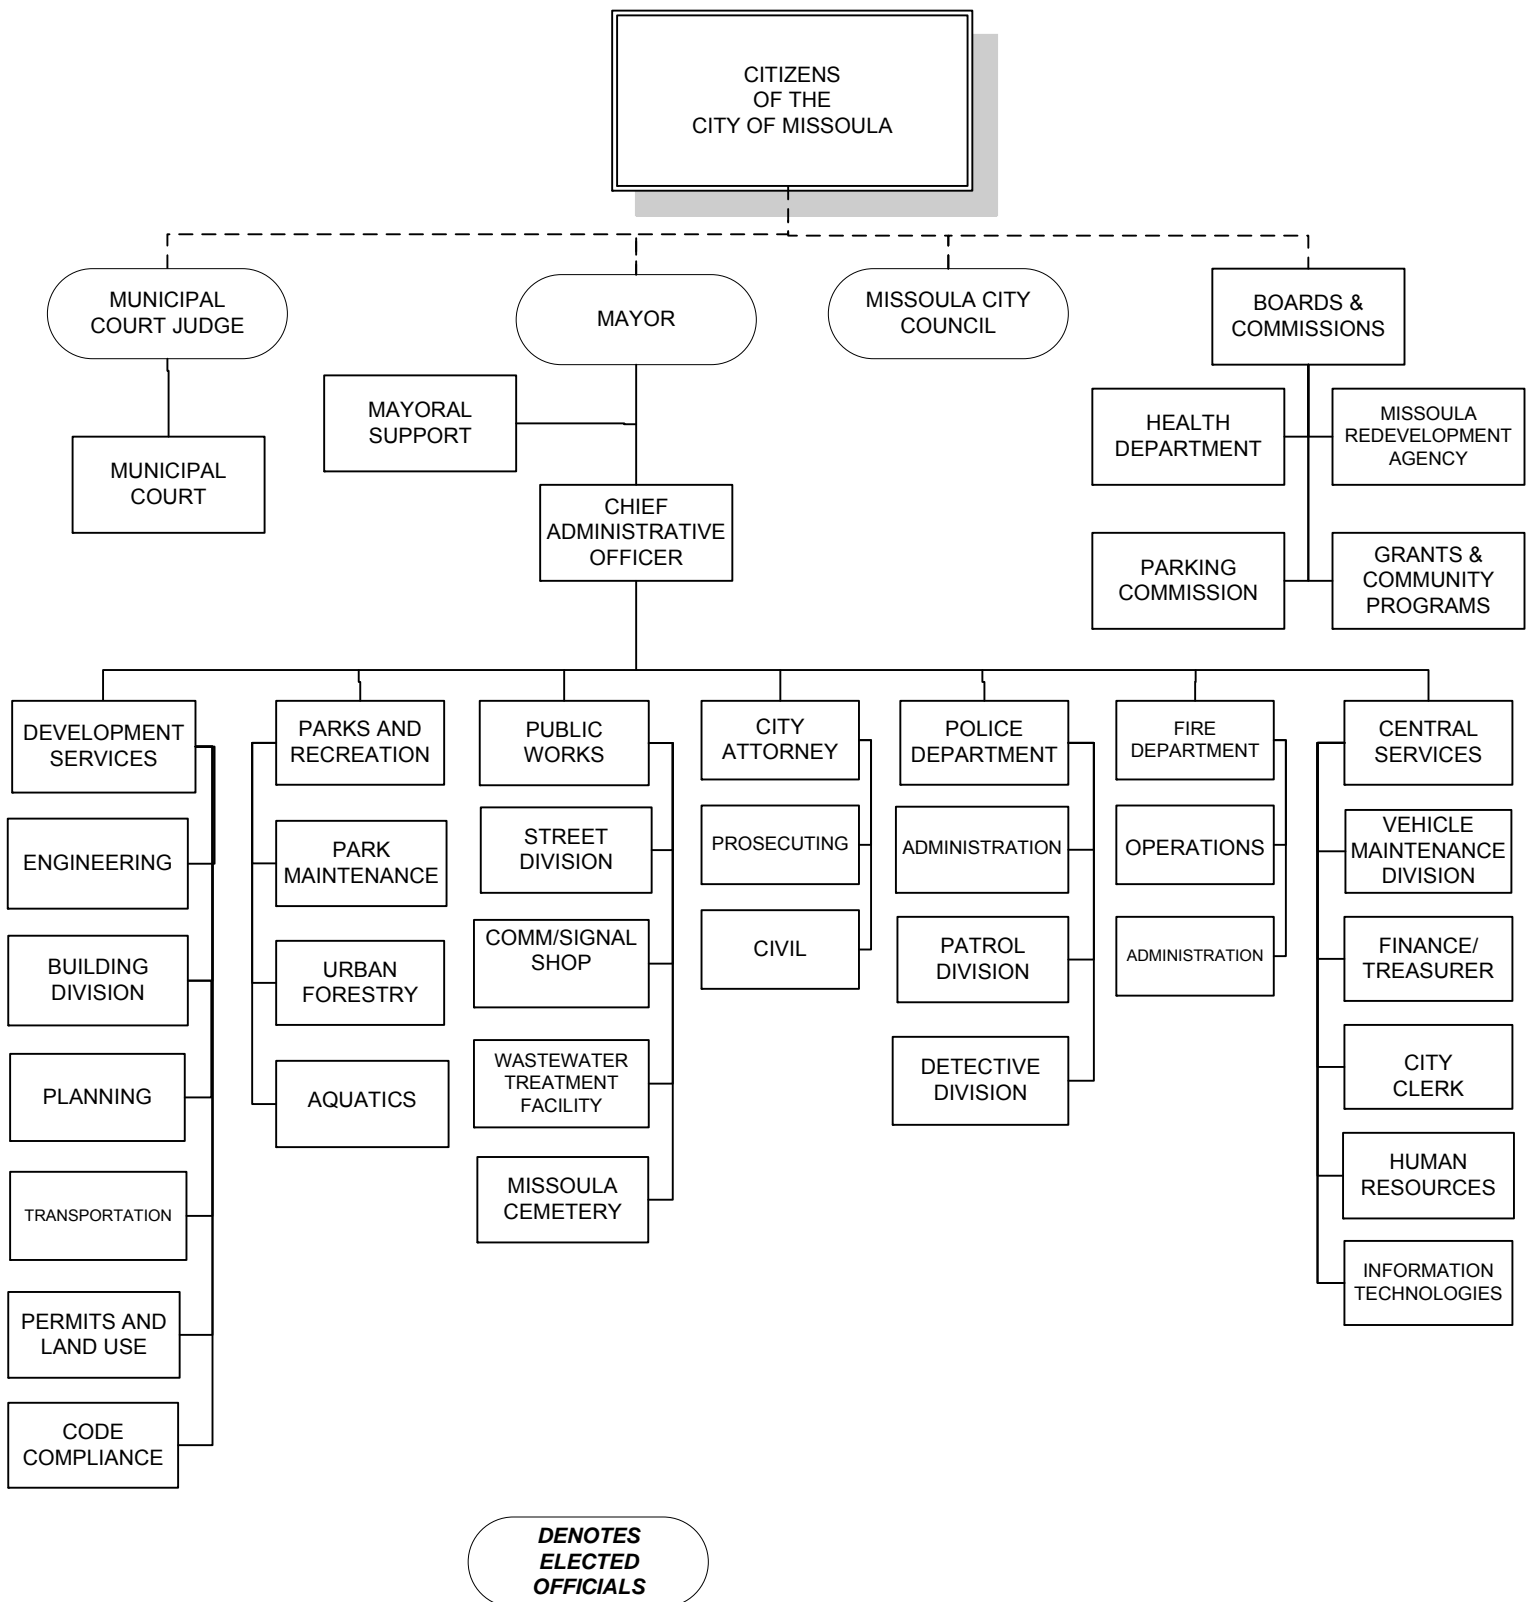 CITIZENS
OF THE
CITY OF MISSOULA
MUNICIPAL
COURT JUDGE
MAYOR
MISSOULA CITY
COUNCIL
BOARDS &
COMMISSIONS
MAYORAL
SUPPORT
HEALTH
DEPARTMENT
MISSOULA
REDEVELOPMENT
AGENCY
MUNICIPAL
COURT
CHIEF
ADMINISTRATIVE
OFFICER
PARKING
COMMISSION
GRANTS &
COMMUNITY
PROGRAMS
DEVELOPMENT
SERVICES
ENGINEERING
BUILDING
DIVISION
PLANNING
TRANSPORTATION
PERMITS AND
LAND USE
CODE
COMPLIANCE
PARKS AND
RECREATION
PARK
MAINTENANCE
URBAN
FORESTRY
AQUATICS
PUBLIC
WORKS
STREET
DIVISION
COMM/SIGNAL
SHOP
WASTEWATER
TREATMENT
FACILITY
MISSOULA
CEMETERY
CITY
ATTORNEY
PROSECUTING
CIVIL
POLICE
DEPARTMENT
ADMINISTRATION
PATROL
DIVISION
DETECTIVE
DIVISION
FIRE
DEPARTMENT
OPERATIONS
ADMINISTRATION
CENTRAL
SERVICES
VEHICLE
MAINTENANCE
DIVISION
FINANCE/
TREASURER
CITY
CLERK
HUMAN
RESOURCES
INFORMATION
TECHNOLOGIES
DENOTES
ELECTED
OFFICIALS